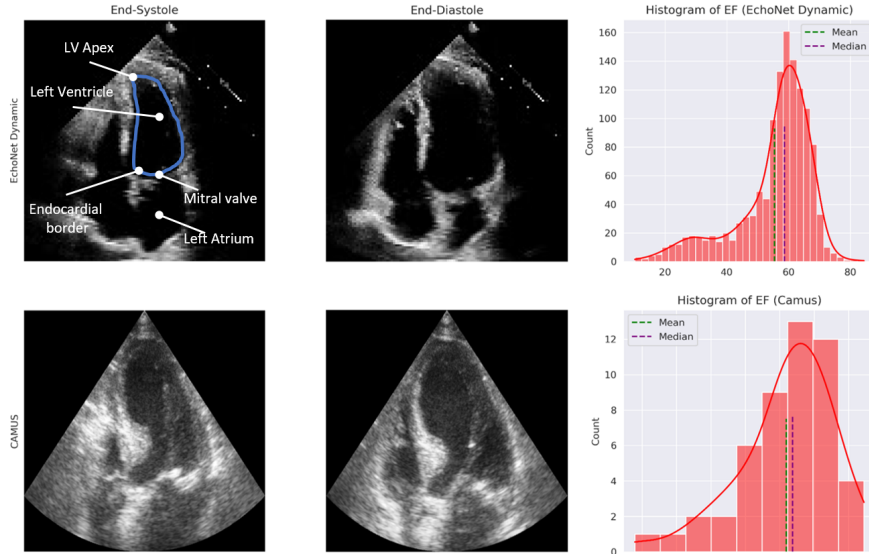 End-Systole
End-Diastole
Histogram of EF (EchoNet Dynamic)
EchoNet Dynamic
LV Apex
Left Ventricle
Endocardial
border
Mitral valve
Left Atrium
Mean
Median
Count
160
140
120
100
80
60
40
20
0
20
40
60
80
CAMUS
Histogram of EF (Camus)
Mean
Median
Count
12
10
8
6
4
2
0